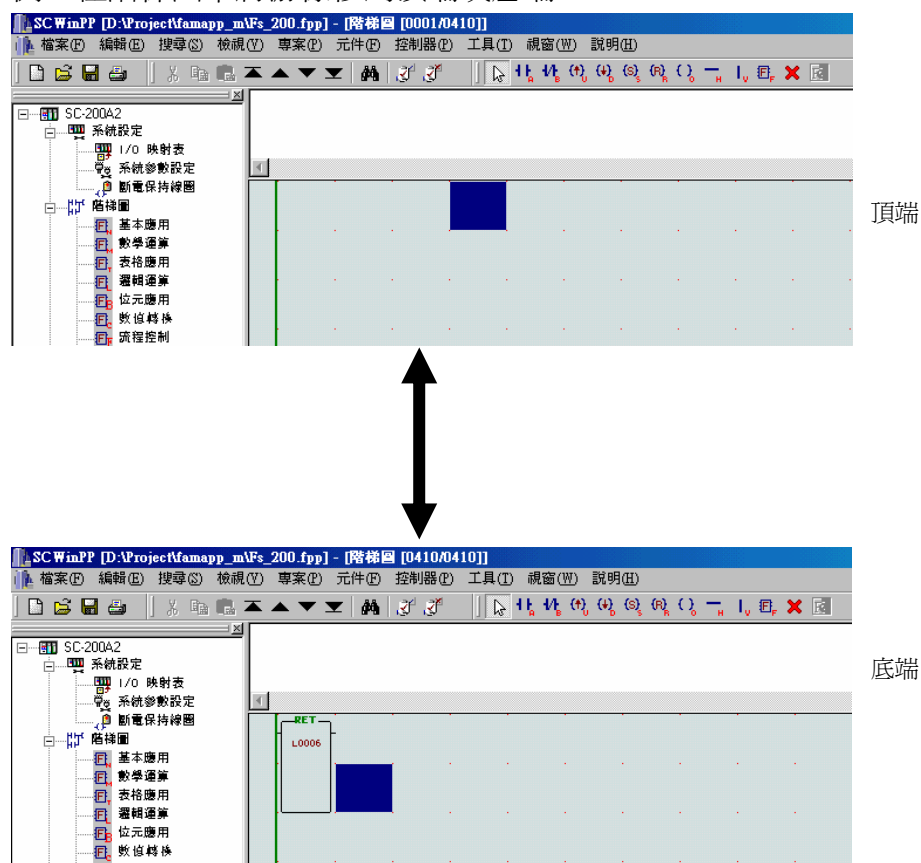 SCWinPP [D:\Project\famapp_m\Fs_200.fpp] - [階梯圖 [0001/0410]]
檔案(F) 編輯(E) 搜尋(S) 檢視(V) 專案(P) 元件(F) 控制器(P) 工具(T) 視窗(W) 說明(H)
SC-200A2
系統設定
I/O 映射表
系統參數設定
斷電保持線圈
階梯圖
基本應用
數學運算
表格應用
邏輯運算
位元應用
數值轉換
流程控制
頂端
SCWinPP [D:\Project\famapp_m\Fs_200.fpp] - [階梯圖 [0410/0410]]
檔案(F) 編輯(E) 搜尋(S) 檢視(V) 專案(P) 元件(F) 控制器(P) 工具(T) 視窗(W) 說明(H)
SC-200A2
系統設定
I/O 映射表
系統參數設定
斷電保持線圈
階梯圖
基本應用
數學運算
表格應用
邏輯運算
位元應用
數值轉換
RET
L0006
底端